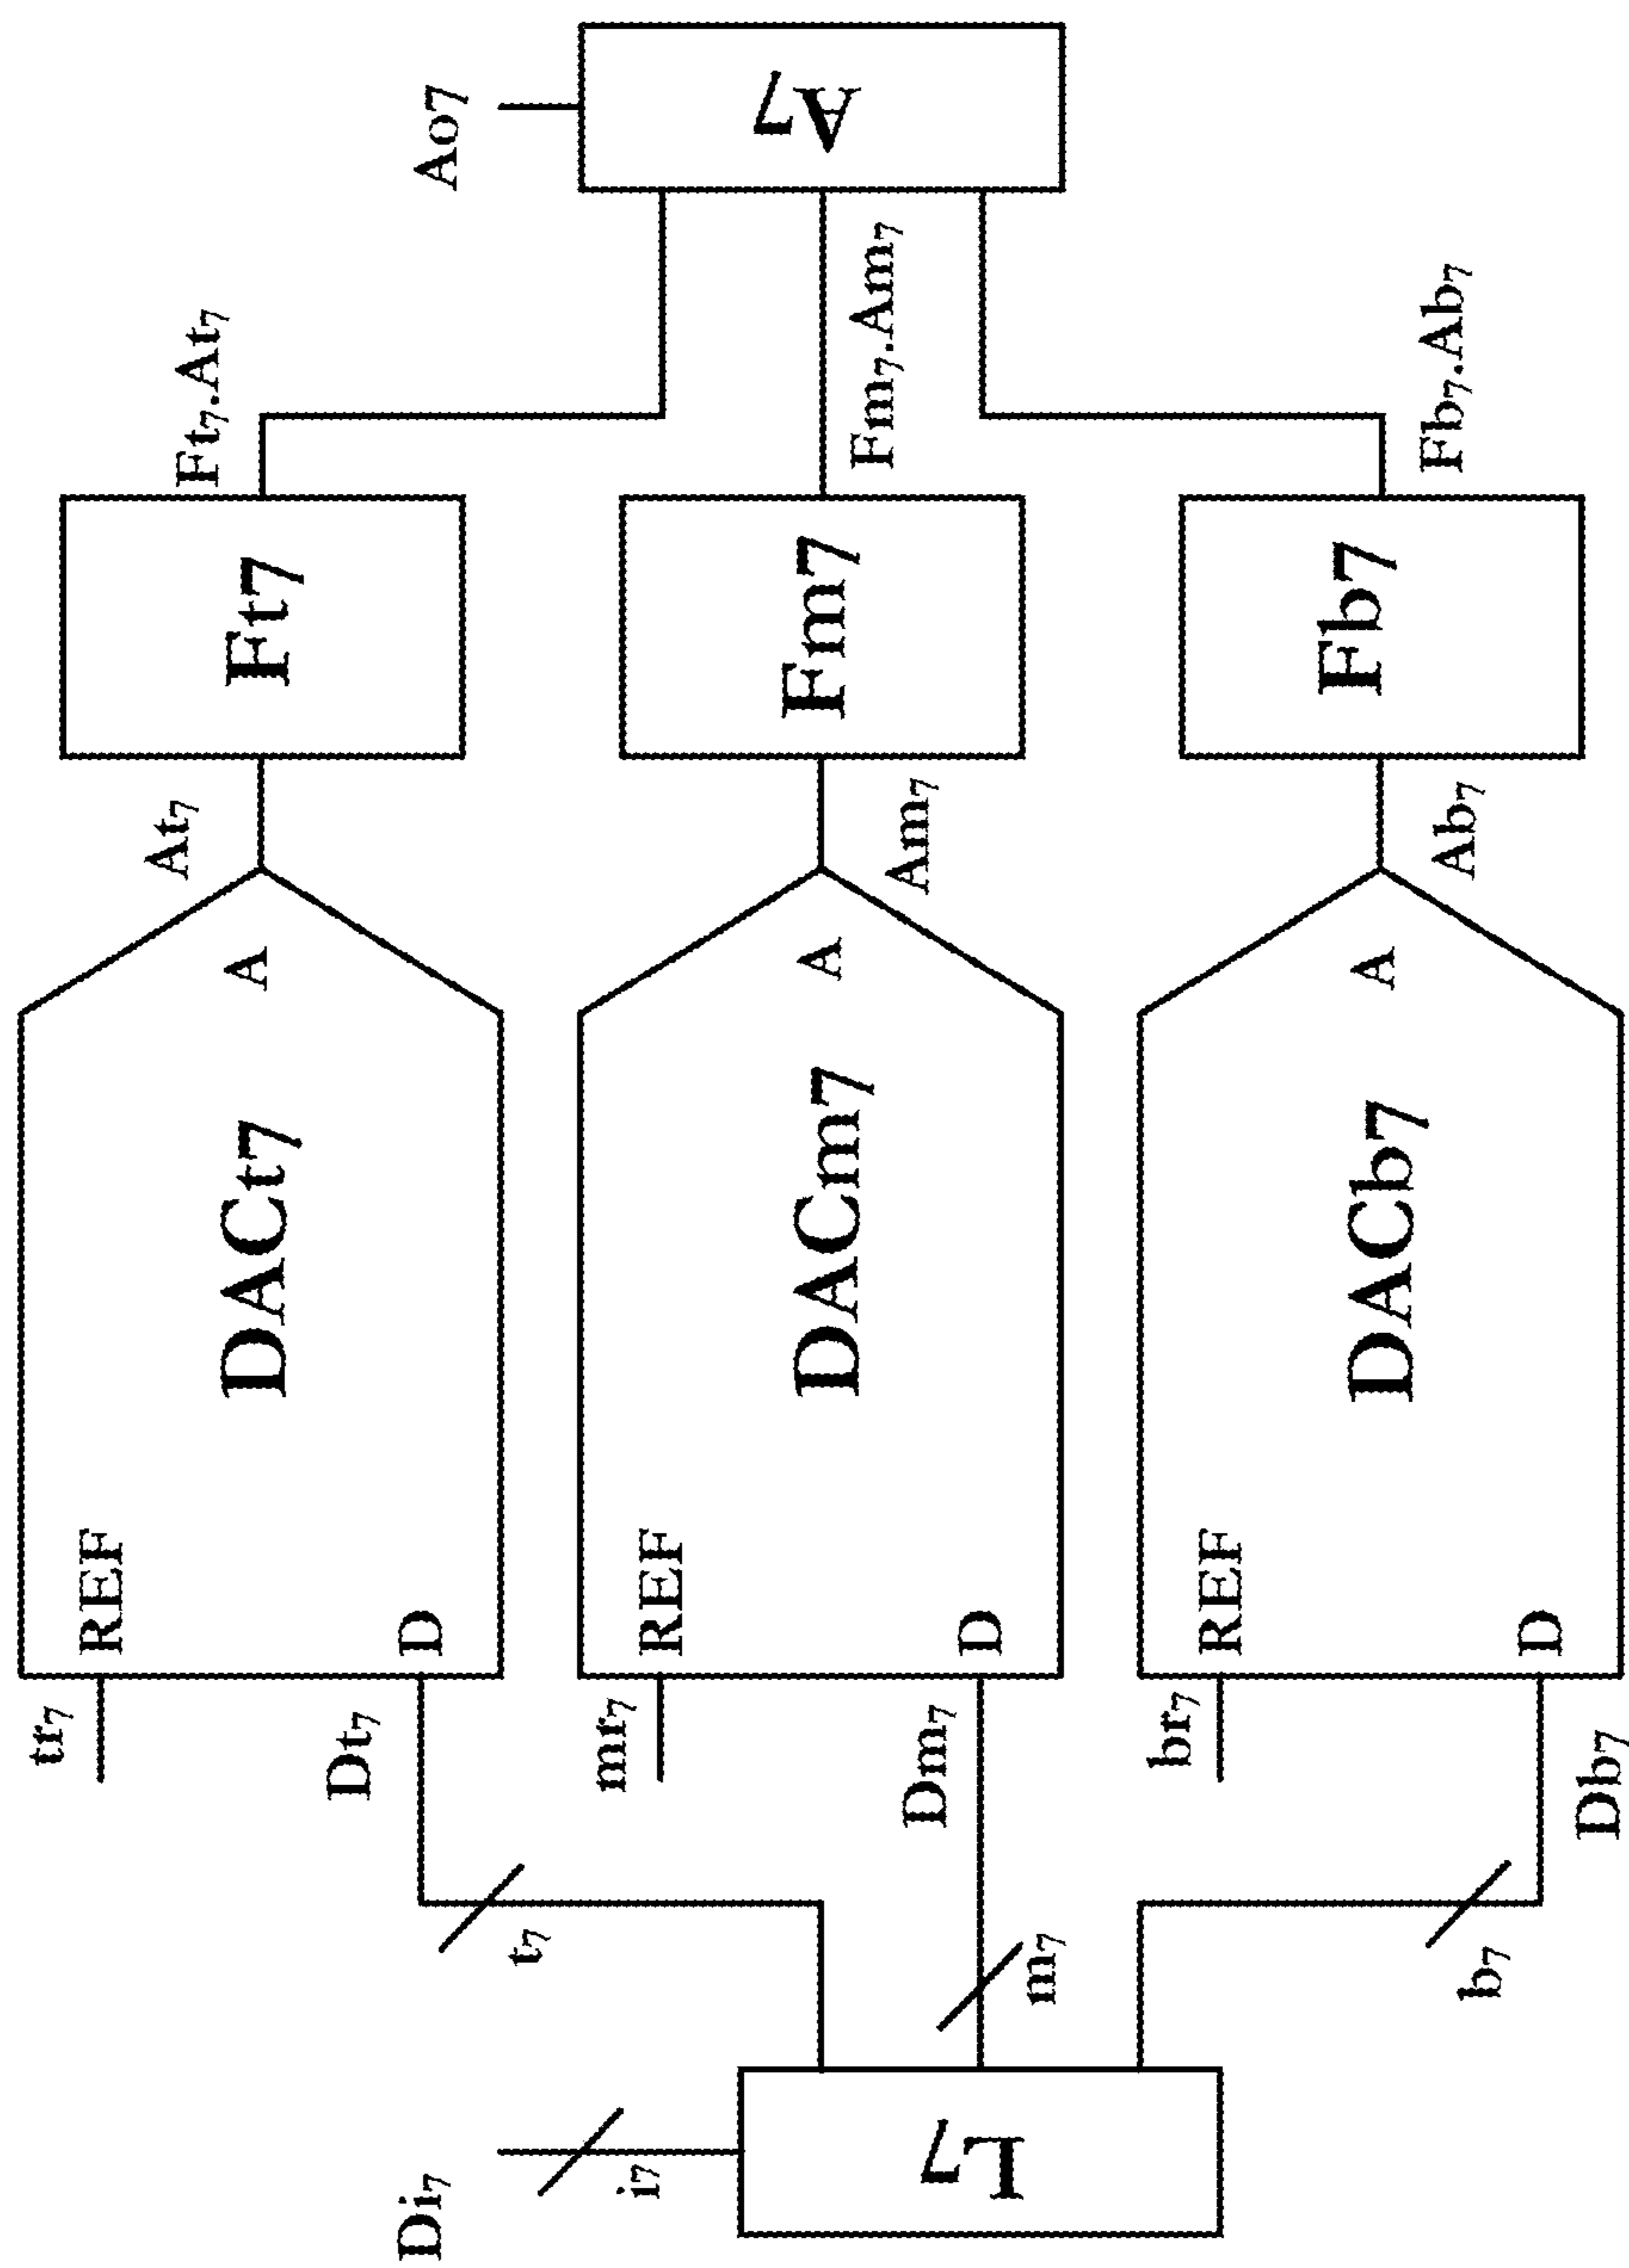 Di₇
i₇
L7
t₇
m₇
b₇
tr₇
Dt₇
mr₇
Dm₇
br₇
Db₇
REF
D
DACt7
A
REF
D
DACm7
A
REF
D
DACb7
A
At₇
Am₇
Ab₇
Ft7
Fm7
Fb7
Ft₇.At₇
Fm₇.Am₇
Fb₇.Ab₇
Ao7
A7